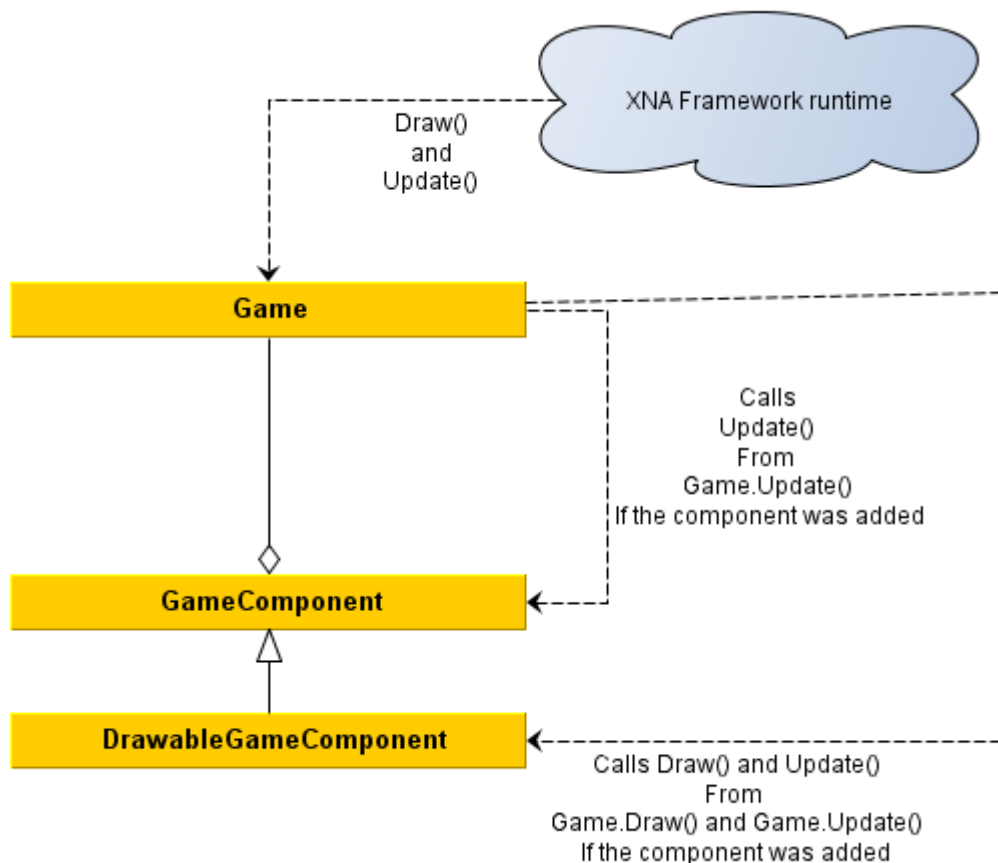 XNA Framework runtime
Draw()
and
Update()
Game
Calls
Update()
From
Game.Update()
If the component was added
GameComponent
DrawableGameComponent
Calls Draw() and Update()
From
Game.Draw() and Game.Update()
If the component was added